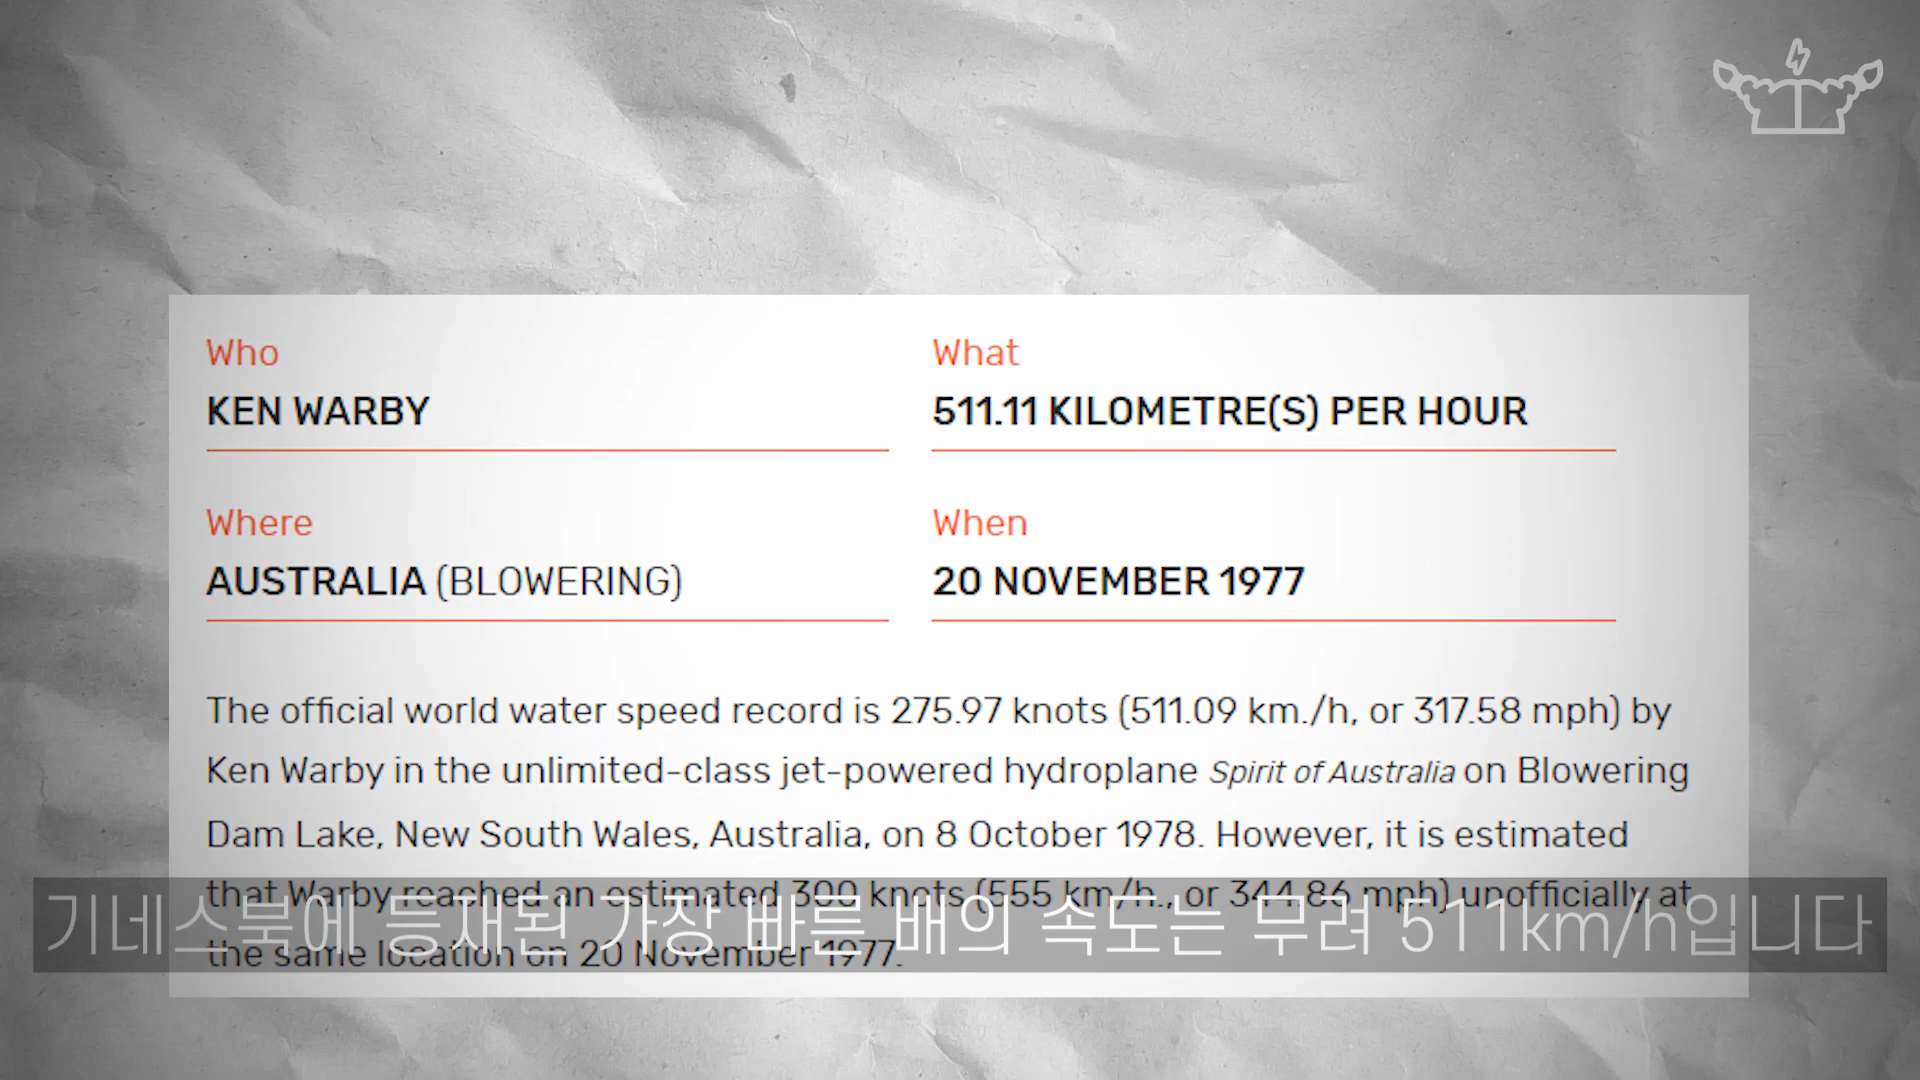 Who
KEN WARBY
What
511.11 KILOMETRE(S) PER HOUR
Where
AUSTRALIA (BLOWERING)
When
20 NOVEMBER 1977
The official world water speed record is 275.97 knots (511.09 km./h, or 317.58 mph) by
Ken Warby in the unlimited-class jet-powered hydroplane Spirit of Australia on Blowering
Dam Lake, New South Wales, Australia, on 8 October 1978. However, it is estimated
that Warby reached an estimated 300 knots (555 km/h., or 344.86 mph) unofficially at
the same location on 20 November 1977.
기네스북에 등재된 가장 빠른 배의 속도는 무려 511km/h입니다